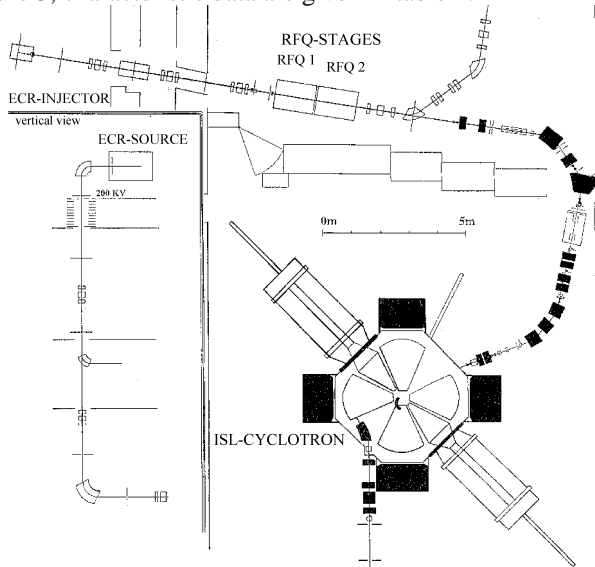 RFQ-STAGES
RFQ 1
RFQ 2
ECR-INJECTOR
vertical view
ECR-SOURCE
200 KV
0m
5m
ISL-CYCLOTRON